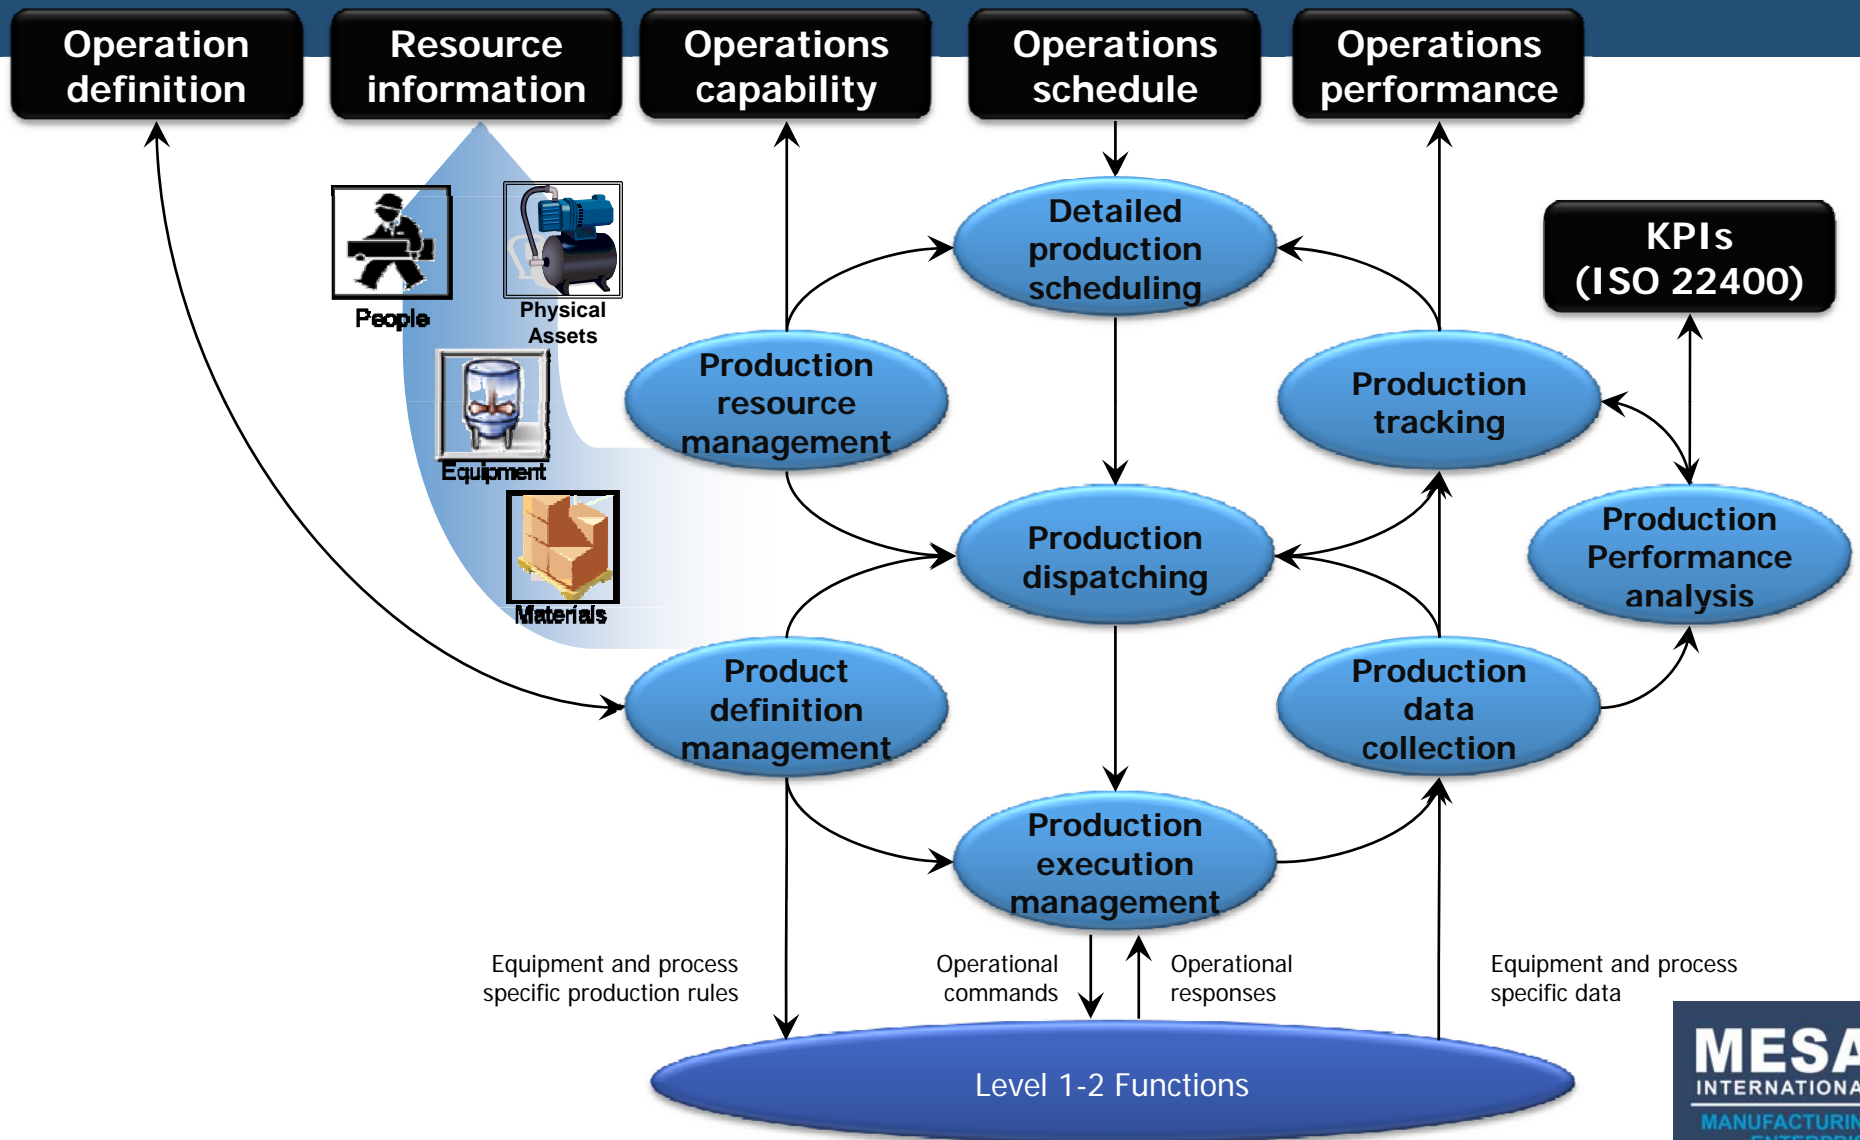 Operation
definition
Resource
information
Operations
capability
Operations
schedule
Operations
performance
People
Physical
Assets
Equipment
Materials
Detailed
production
scheduling
KPIs
(ISO 22400)
Production
resource
management
Production
tracking
Production
dispatching
Production
Performance
analysis
Product
definition
management
Production
data
collection
Production
execution
management
Equipment and process
specific production rules
Operational
commands
Operational
responses
Equipment and process
specific data
Level 1-2 Functions
MESA
INTERNATIONA
MANUFACTURIN